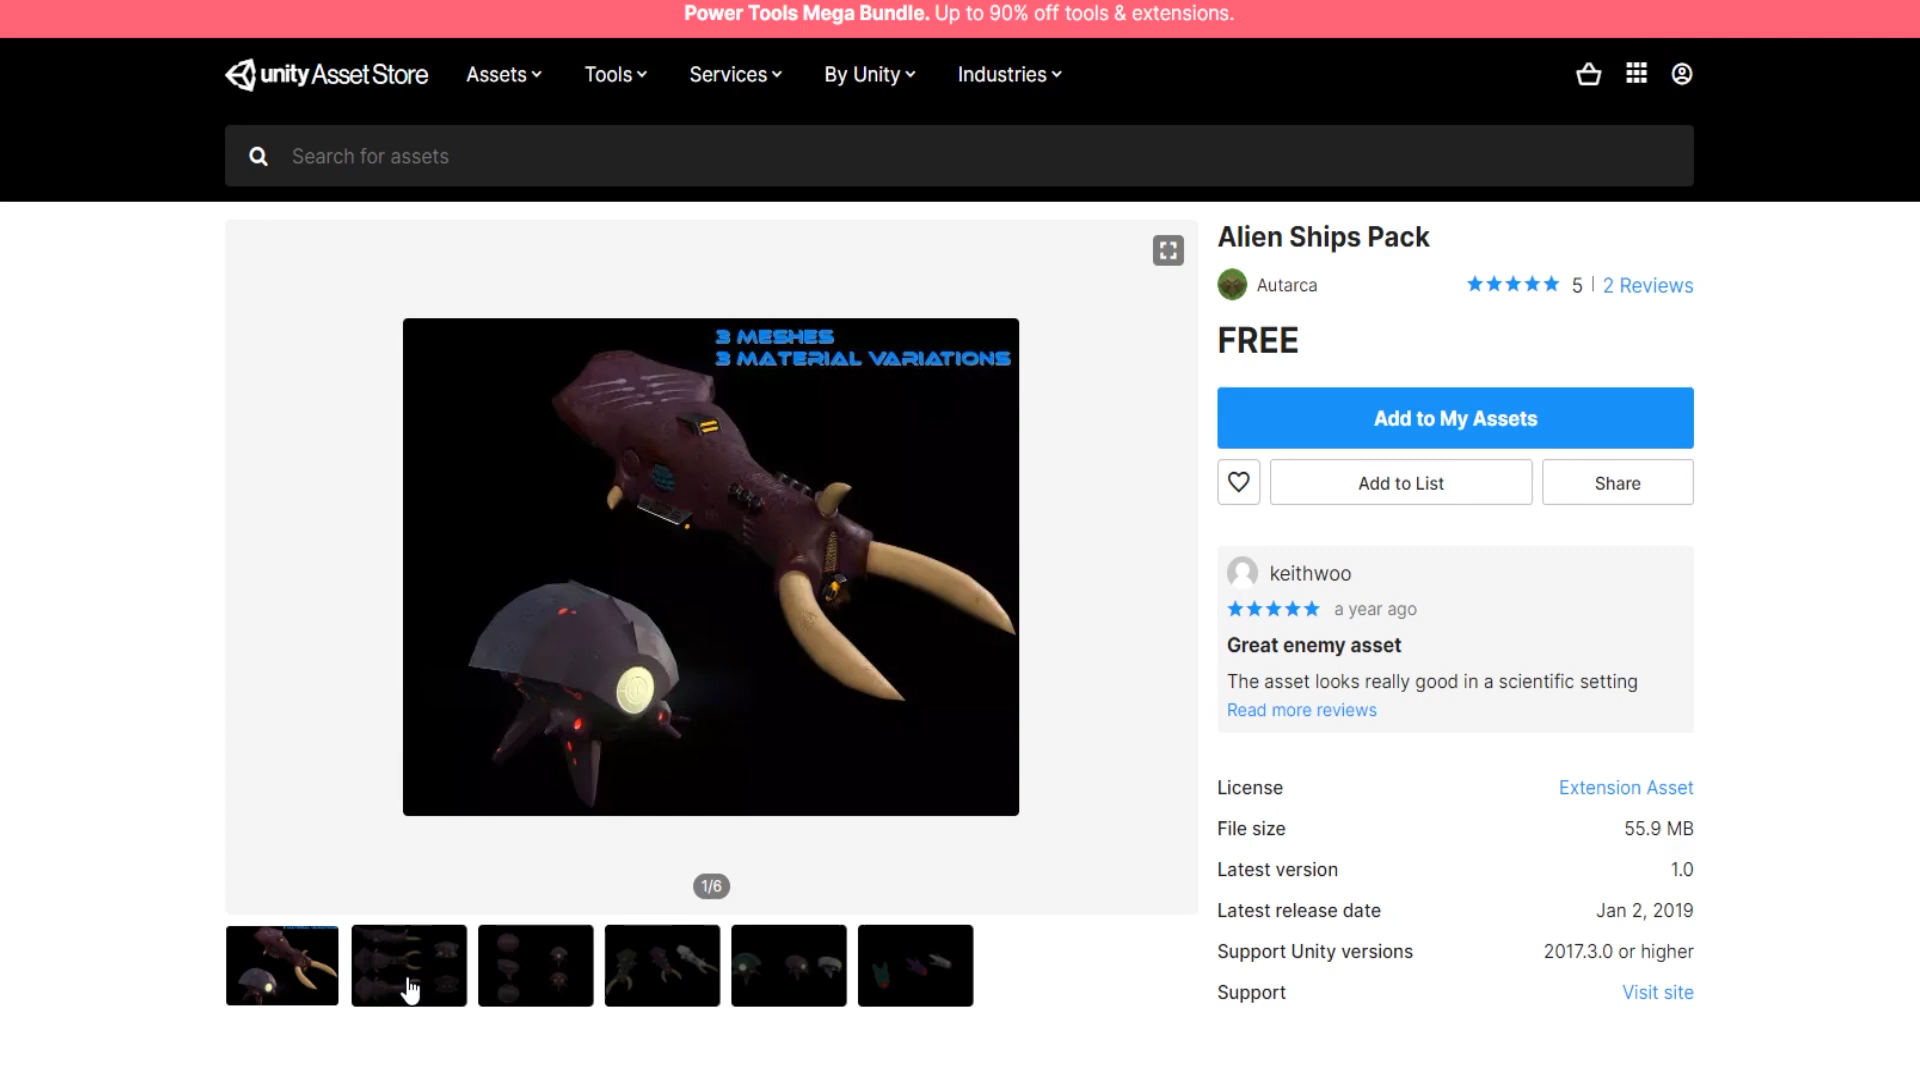 Power Tools Mega Bundle. Up to 90% off tools & extensions.
unity Asset Store
Assets
Tools
Services
By Unity
Industries
Search for assets
3 MESHES
3 MATERIAL VARIATIONS
1/6
Alien Ships Pack
Autarca
5 | 2 Reviews
FREE
Add to My Assets
Add to List
Share
keithwoo
a year ago
Great enemy asset
The asset looks really good in a scientific setting
Read more reviews
License Extension Asset
File size 55.9 MB
Latest version 1.0
Latest release date Jan 2, 2019
Support Unity versions 2017.3.0 or higher
Support Visit site